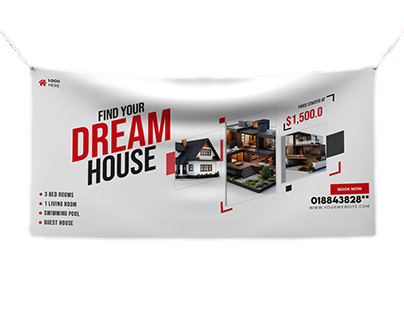 LOGO
HERE
FIND YOUR
DREAM
HOUSE
PRICE STARTED AT
$1,500.0
3 BED ROOMS
1 LIVING ROOM
SWIMMING POOL
GUEST HOUSE
BOOK NOW
018843828**
WWW.YOURWEBSITE.COM